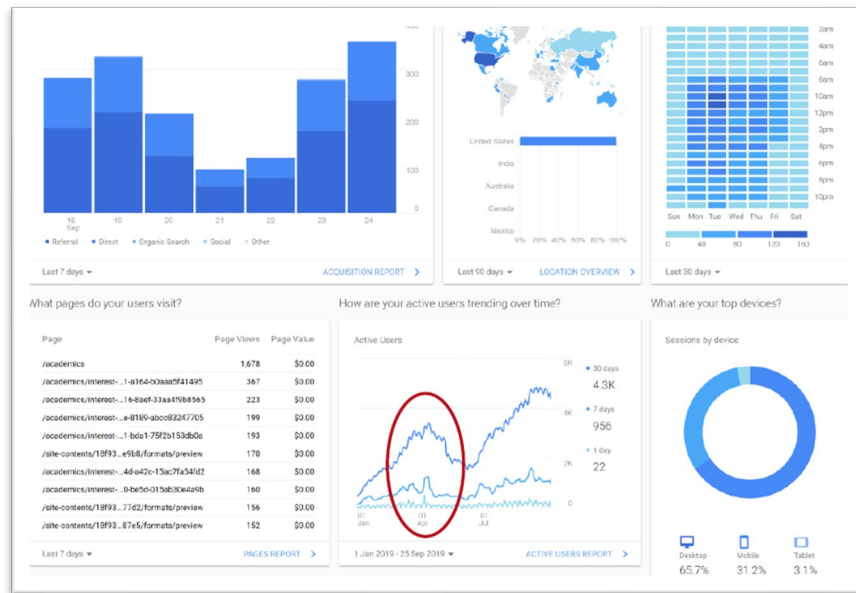 400
300
200
100
0
18 Sep 19 20 21 22 23 24
Referral Direct Organic Search Social Other
Last 7 days ACQUISITION REPORT
United States
India
Australia
Canada
Mexico
0% 20% 40% 60% 80% 100%
Last 90 days LOCATION OVERVIEW
2am
4am
6am
8am
10am
12pm
2pm
4pm
6pm
8pm
10pm
Sun Mon Tue Wed Thu Fri Sat
0 40 80 120 160
Last 30 days
What pages do your users visit?
Page Page Views Page Value
/academics 1,678 $0.00
/academics/interest-...1-a164-b0aaa5f41495 367 $0.00
/academics/interest-...16-8aef-33aa4f9b8565 223 $0.00
/academics/interest-...e-8189-abcc83247705 199 $0.00
/academics/interest-...1-bda1-75f2b153db0a 193 $0.00
/site-contents/18f93...e9b8/formats/preview 170 $0.00
/academics/interest-...4d-a42c-15ac7fa54fd2 168 $0.00
/academics/interest-...0-be5d-015ab30e4a9b 160 $0.00
/site-contents/18f93...77d2/formats/preview 156 $0.00
/site-contents/18f93...87e5/formats/preview 152 $0.00
Last 7 days PAGES REPORT
How are your active users trending over time?
Active Users
6K
4K
2K
0
01 Jan 01 Apr 01 Jul
30 days
4.3K
7 days
956
1 day
22
1 Jan 2019 - 25 Sep 2019 ACTIVE USERS REPORT
What are your top devices?
Sessions by device
Desktop Mobile Tablet
65.7% 31.2% 3.1%